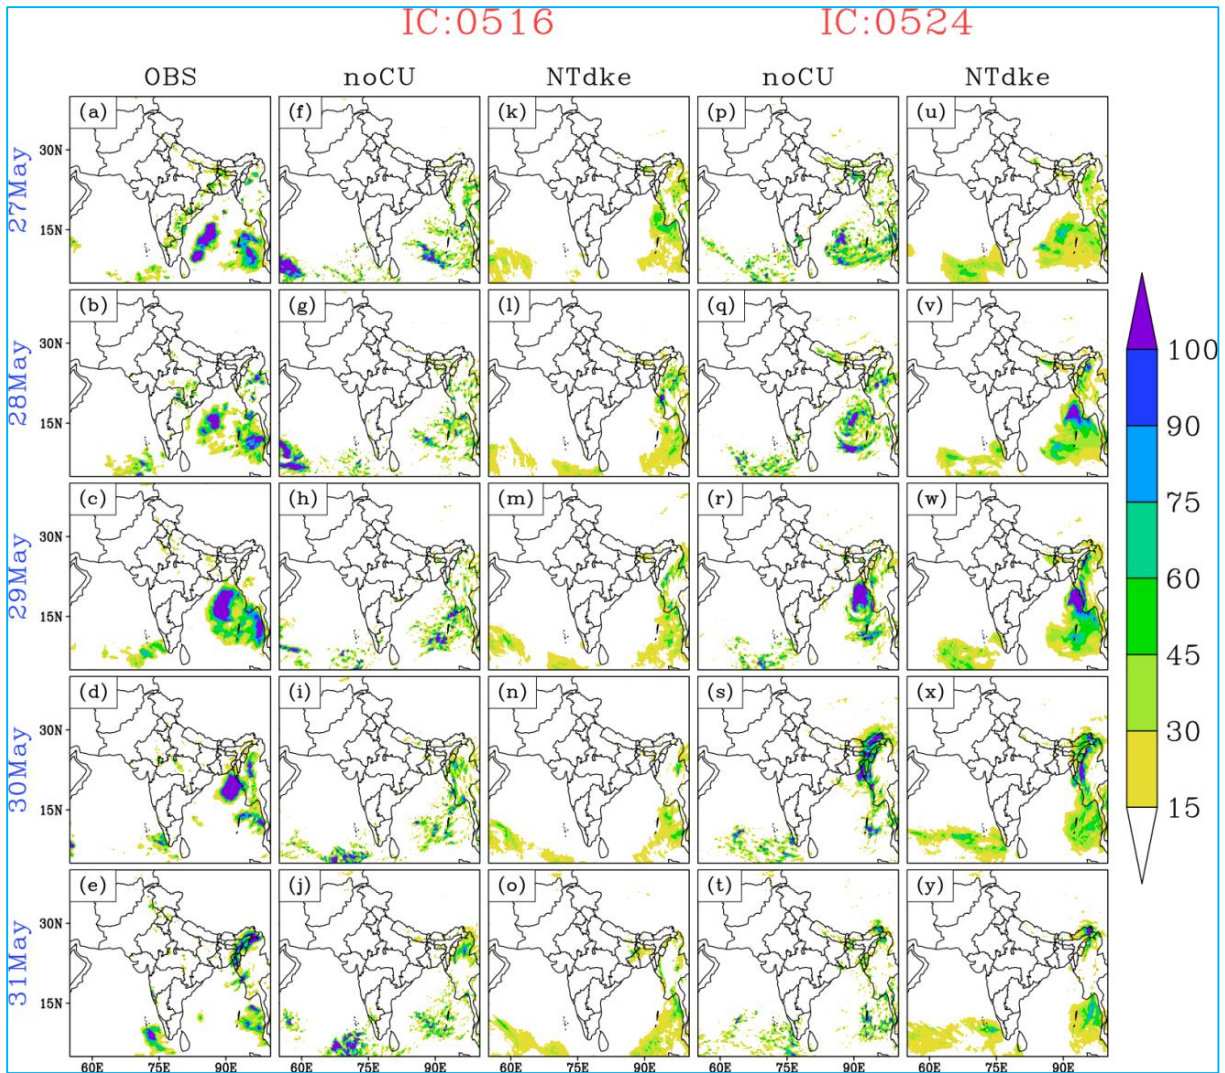 IC:0516 IC:0524
OBS noCU NTdke noCU NTdke
27May
(a) (f) (k) (p) (u)
30N
15N
28May
(b) (g) (l) (q) (v)
30N
15N
29May
(c) (h) (m) (r) (w)
30N
15N
30May
(d) (i) (n) (s) (x)
30N
15N
31May
(e) (j) (o) (t) (y)
30N
15N
60E 75E 90E 60E 75E 90E 60E 75E 90E 60E 75E 90E 60E 75E 90E
100
90
75
60
45
30
15